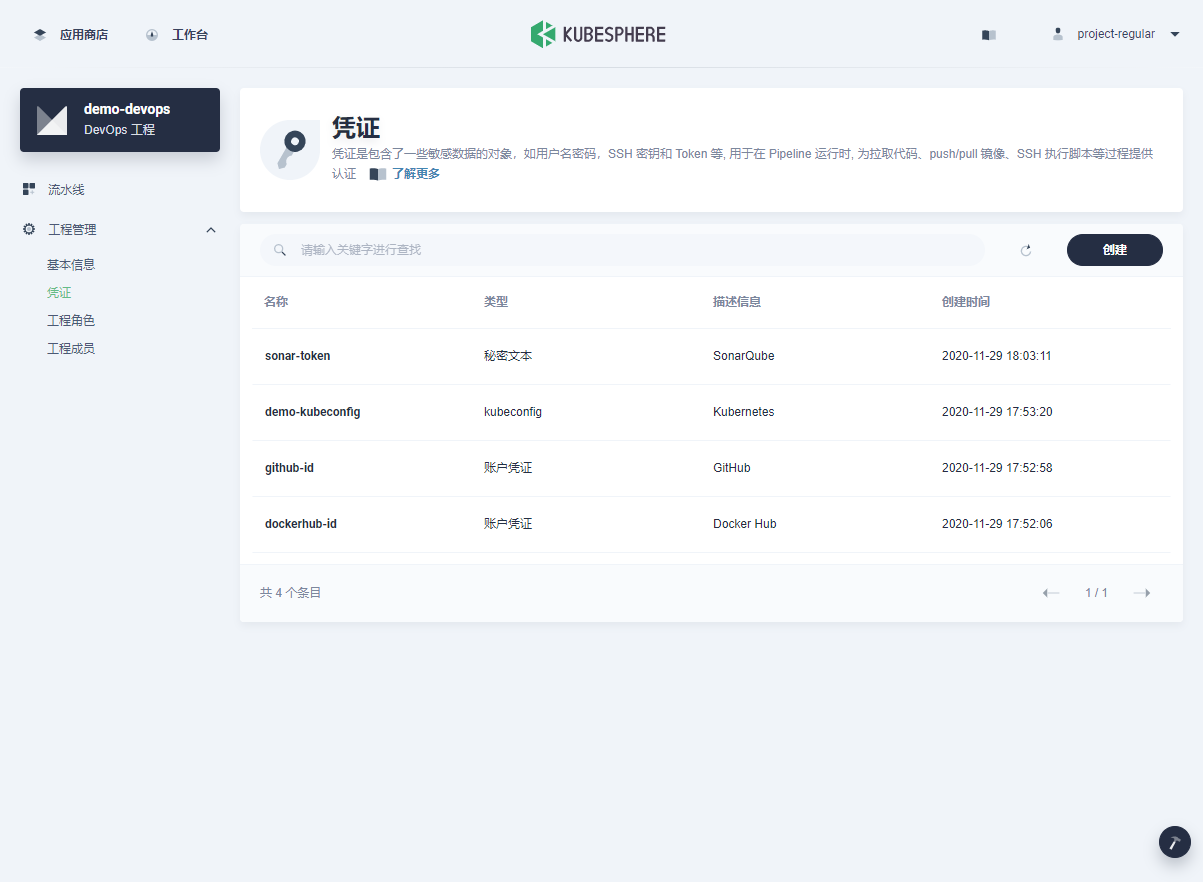 应用商店 工作台 KUBESPHERE project-regular
demo-devops
DevOps 工程
流水线
工程管理
基本信息
凭证
工程角色
工程成员
凭证
凭证是包含了一些敏感数据的对象，如用户名密码，SSH 密钥和 Token 等, 用于在 Pipeline 运行时, 为拉取代码、push/pull 镜像、SSH 执行脚本等过程提供
认证 了解更多
请输入关键字进行查找 创建
名称 类型 描述信息 创建时间
sonar-token 秘密文本 SonarQube 2020-11-29 18:03:11
demo-kubeconfig kubeconfig Kubernetes 2020-11-29 17:53:20
github-id 账户凭证 GitHub 2020-11-29 17:52:58
dockerhub-id 账户凭证 Docker Hub 2020-11-29 17:52:06
共 4 个条目 1 / 1